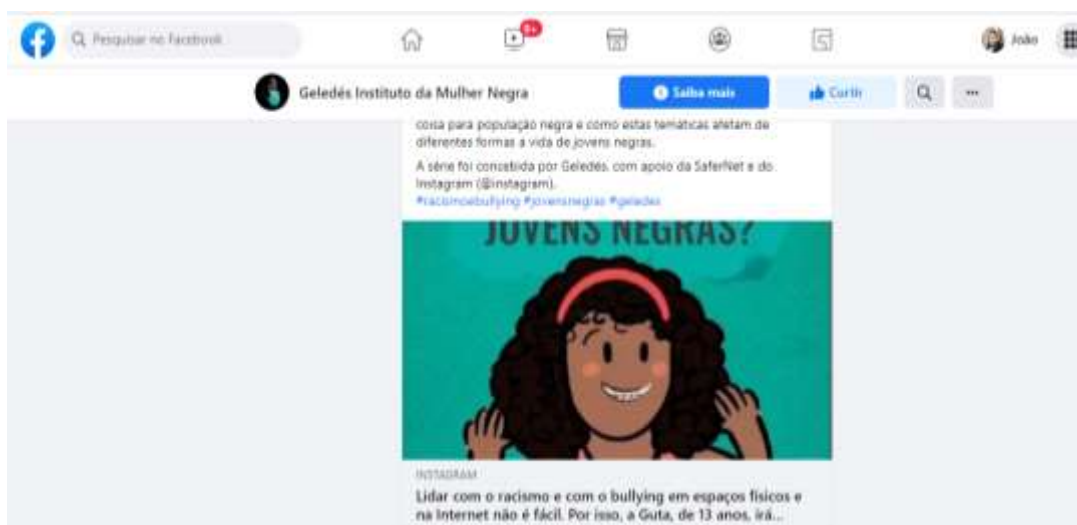 Pesquisar no Facebook
9+
João
Geledés Instituto da Mulher Negra
Saiba mais
Curtir
coisa para população negra e como estas temáticas afetam de
diferentes formas a vida de jovens negras.
A série foi concebida por Geledés, com apoio da SaferNet e do
Instagram (@instagram).
#racismoebullying #jovensnegras #geledes
JOVENS NEGRAS?
INSTAGRAM
Lidar com o racismo e com o bullying em espaços físicos e
na Internet não é fácil. Por isso, a Guta, de 13 anos, irá...